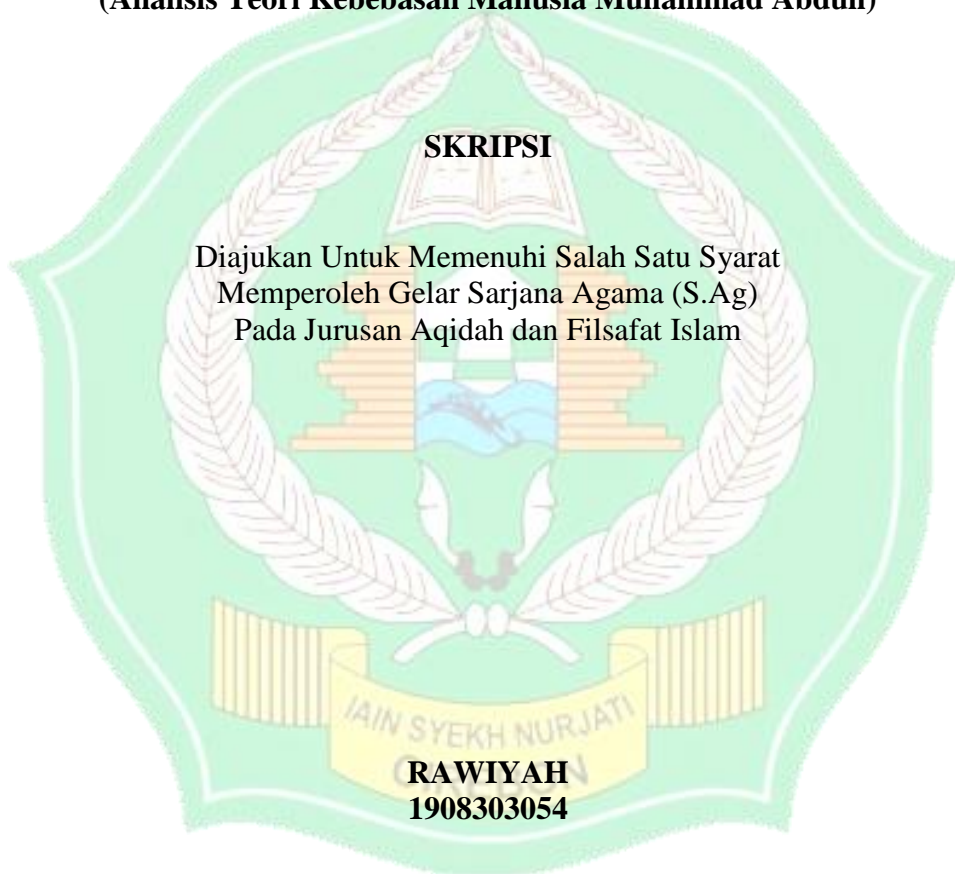 (Analisis Teori Kebebasan Manusia Muhammad Abduh)
SKRIPSI
Diajukan Untuk Memenuhi Salah Satu Syarat
Memperoleh Gelar Sarjana Agama (S.Ag)
Pada Jurusan Aqidah dan Filsafat Islam
IAIN SYEKH NURJATI
CIREBON
RAWIYAH
1908303054